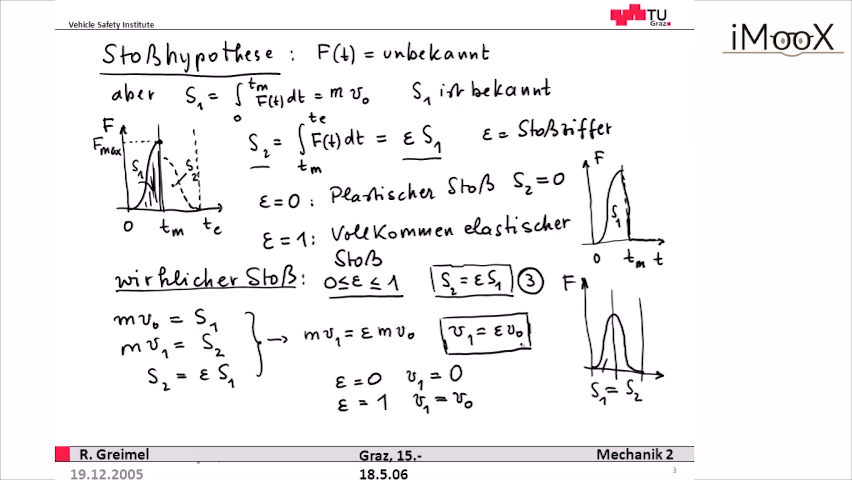 Vehicle Safety Institute
TU
Graz
iMooX
Stoßhypothese : F(t) = unbekannt
aber S₁ = ∫₀^tm F(t) dt = m v₀ S₁ ist bekannt
S₂ = ∫tm^te F(t) dt = ε S₁ ε = Stoßziffer
F
Fmax
S₁
S₂
0 tm te
ε=0 : Plastischer Stoß S₂=0
ε=1 : Vollkommen elastischer
Stoß
F
S₁
0 tm t
wirklicher Stoß: 0≤ε≤1 S₂=εS₁ 3
m v₀ = S₁
m v₁ = S₂
S₂ = ε S₁
→ m v₁ = ε m v₀ v₁ = ε v₀
ε=0 v₁=0
ε=1 v₁=v₀
F
S₁ = S₂
R. Greimel Graz, 15.- Mechanik 2
19.12.2005 18.5.06 3